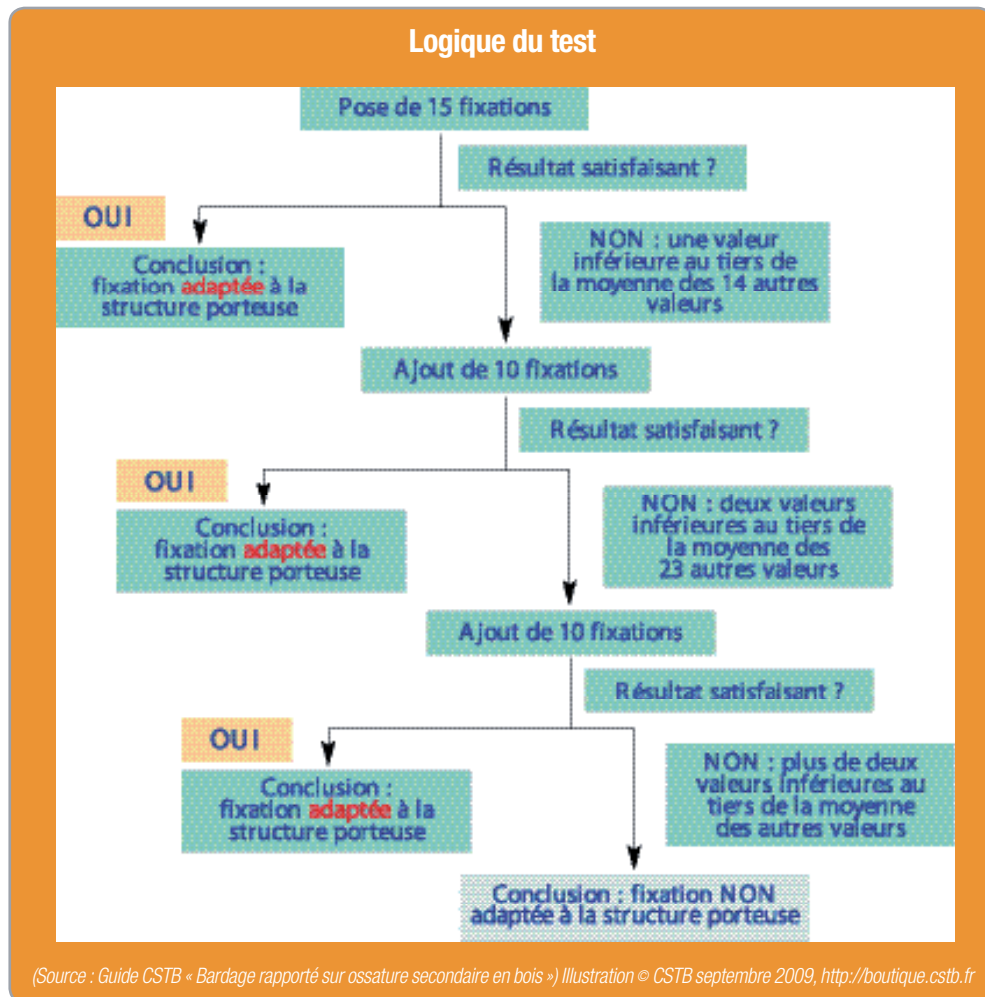 Logique du test
Pose de 15 fixations
Résultat satisfaisant ?
OUI
Conclusion :
fixation adaptée à la
structure porteuse
NON : une valeur
inférieure au tiers de
la moyenne des 14 autres
valeurs
Ajout de 10 fixations
Résultat satisfaisant ?
OUI
Conclusion :
fixation adaptée à la
structure porteuse
NON : deux valeurs
inférieures au tiers de
la moyenne des
23 autres valeurs
Ajout de 10 fixations
Résultat satisfaisant ?
OUI
Conclusion :
fixation adaptée à la
structure porteuse
NON : plus de deux
valeurs inférieures au
tiers de la moyenne
des autres valeurs
Conclusion : fixation NON
adaptée à la structure porteuse
(Source : Guide CSTB « Bardage rapporté sur ossature secondaire en bois ») Illustration © CSTB septembre 2009, http://boutique.cstb.fr